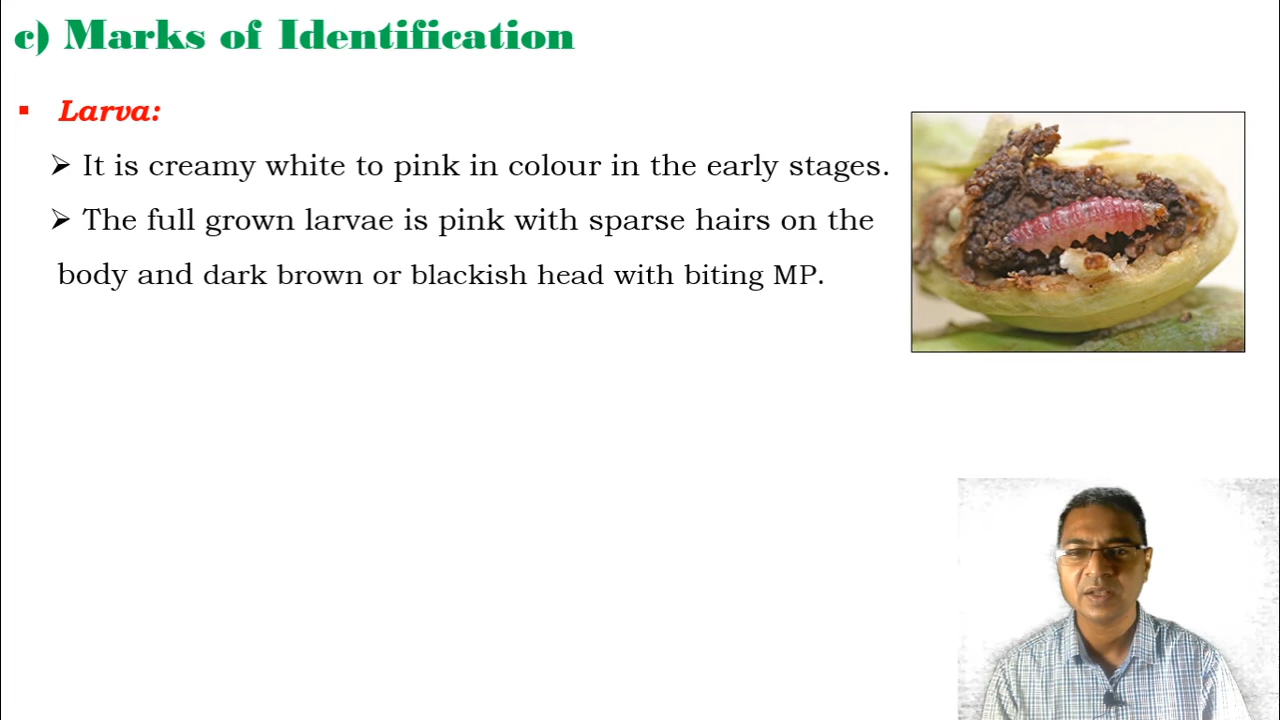 c) Marks of Identification
▪ Larva:
➢ It is creamy white to pink in colour in the early stages.
➢ The full grown larvae is pink with sparse hairs on the
body and dark brown or blackish head with biting MP.